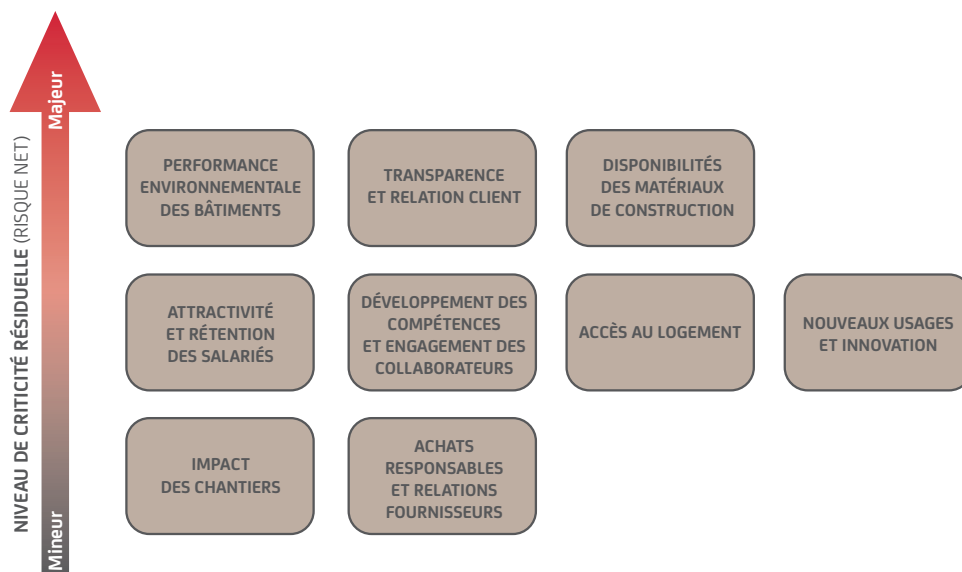 Majeur
NIVEAU DE CRITICITÉ RÉSIDUELLE (RISQUE NET)
Mineur
PERFORMANCE
ENVIRONNEMENTALE
DES BÂTIMENTS
TRANSPARENCE
ET RELATION CLIENT
DISPONIBILITÉS
DES MATÉRIAUX
DE CONSTRUCTION
ATTRACTIVITÉ
ET RÉTENTION
DES SALARIÉS
DÉVELOPPEMENT DES
COMPÉTENCES
ET ENGAGEMENT DES
COLLABORATEURS
ACCÈS AU LOGEMENT
NOUVEAUX USAGES
ET INNOVATION
IMPACT
DES CHANTIERS
ACHATS
RESPONSABLES
ET RELATIONS
FOURNISSEURS